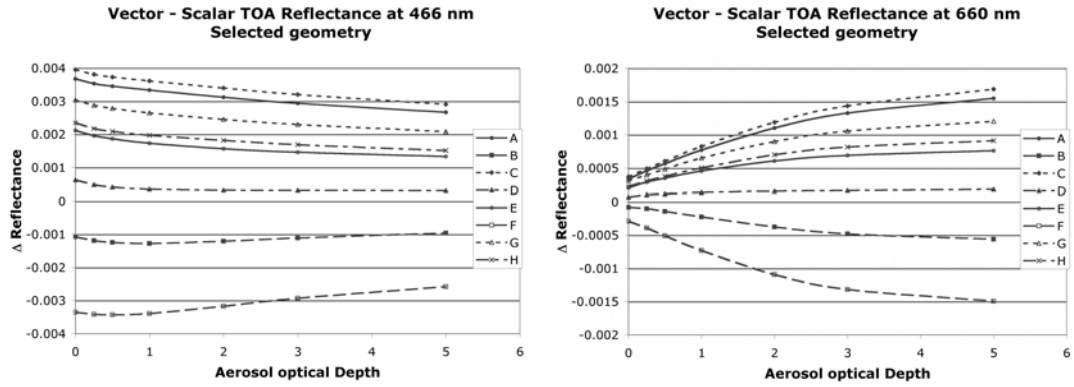 Vector - Scalar TOA Reflectance at 466 nm
Selected geometry
0.004
0.003
0.002
0.001
0
-0.001
-0.002
-0.003
-0.004
Δ Reflectance
0 1 2 3 4 5 6
Aerosol optical Depth
A
B
C
D
E
F
G
H
Vector - Scalar TOA Reflectance at 660 nm
Selected geometry
0.002
0.0015
0.001
0.0005
0
-0.0005
-0.001
-0.0015
-0.002
Δ Reflectance
0 1 2 3 4 5 6
Aerosol optical Depth
A
B
C
D
E
F
G
H